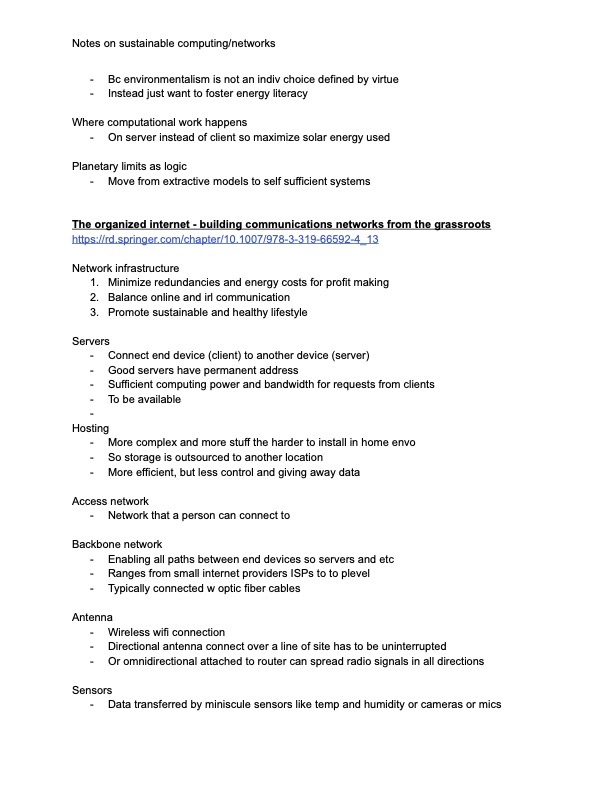 Notes on sustainable computing/networks
- Bc environmentalism is not an indiv choice defined by virtue
- Instead just want to foster energy literacy
Where computational work happens
- On server instead of client so maximize solar energy used
Planetary limits as logic
- Move from extractive models to self sufficient systems
The organized internet - building communications networks from the grassroots
https://rd.springer.com/chapter/10.1007/978-3-319-66592-4_13
Network infrastructure
1. Minimize redundancies and energy costs for profit making
2. Balance online and irl communication
3. Promote sustainable and healthy lifestyle
Servers
- Connect end device (client) to another device (server)
- Good servers have permanent address
- Sufficient computing power and bandwidth for requests from clients
- To be available
-
Hosting
- More complex and more stuff the harder to install in home envo
- So storage is outsourced to another location
- More efficient, but less control and giving away data
Access network
- Network that a person can connect to
Backbone network
- Enabling all paths between end devices so servers and etc
- Ranges from small internet providers ISPs to to plevel
- Typically connected w optic fiber cables
Antenna
- Wireless wifi connection
- Directional antenna connect over a line of site has to be uninterrupted
- Or omnidirectional attached to router can spread radio signals in all directions
Sensors
- Data transferred by miniscule sensors like temp and humidity or cameras or mics